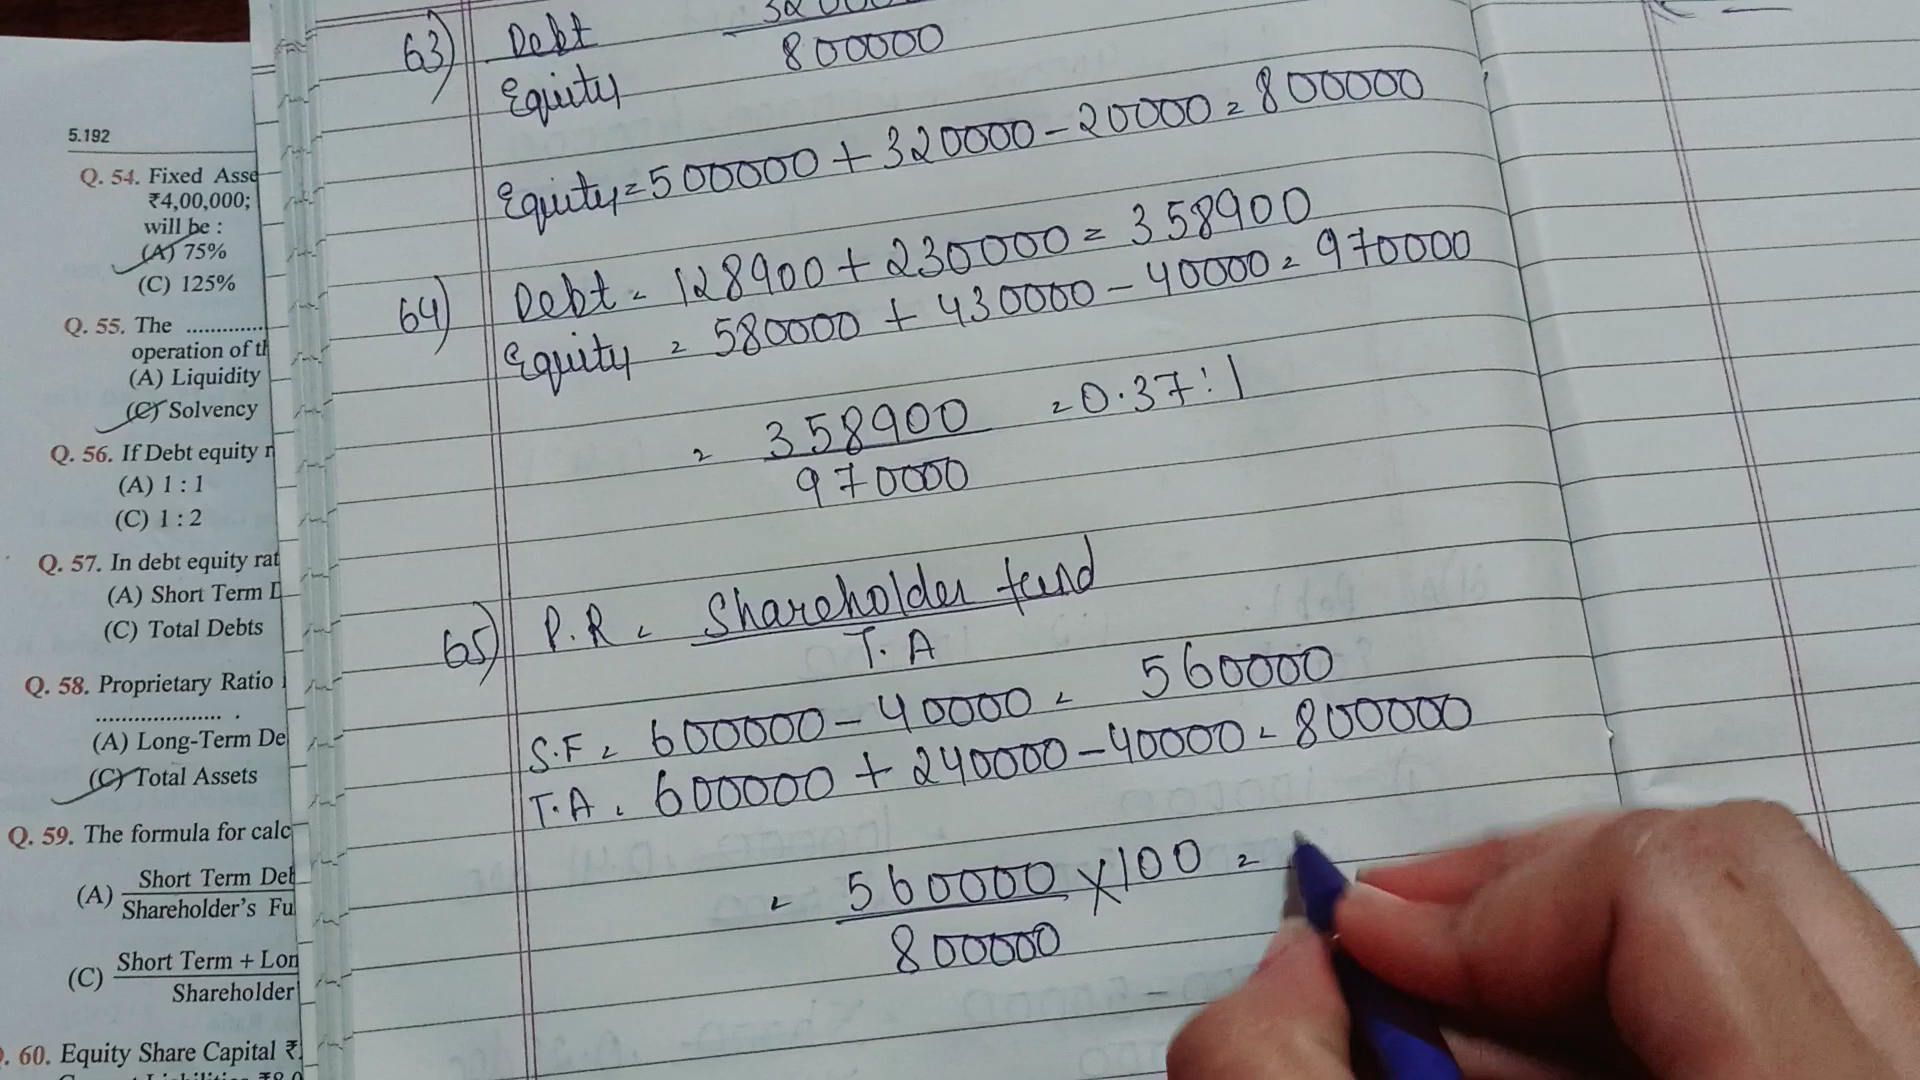 5.192
Q. 54. Fixed Asse
₹4,00,000;
will be :
(A) 75%
(C) 125%
Q. 55. The ..............
operation of th
(A) Liquidity
(C) Solvency
Q. 56. If Debt equity r
(A) 1 : 1
(C) 1 : 2
Q. 57. In debt equity rat
(A) Short Term D
(C) Total Debts
Q. 58. Proprietary Ratio
..................... .
(A) Long-Term De
(C) Total Assets
Q. 59. The formula for calc
(A) Short Term Deb
Shareholder's Fu
(C) Short Term + Lon
Shareholder
. 60. Equity Share Capital ₹
63) Debt
Equity
800000
Equity = 500000 + 320000 - 20000 = 800000
64) Debt = 128900 + 230000 = 358900
Equity = 580000 + 430000 - 40000 = 970000
= 358900 = 0.37:1
970000
65) P.R = Shareholder fund
T.A
S.F = 600000 - 40000 = 560000
T.A = 600000 + 240000 - 40000 = 800000
= 560000 X 100 =
800000